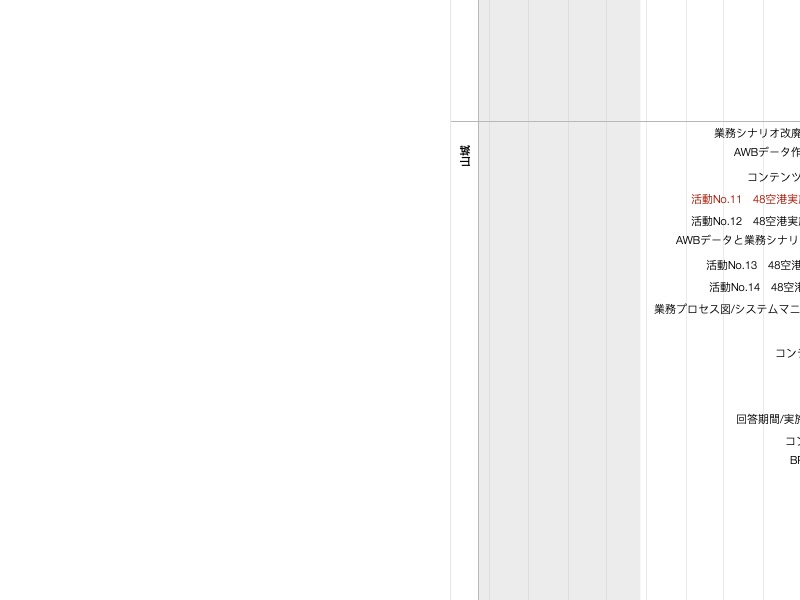 業務シナリオ改廃
AWBデータ作
コンテンツ
活動No.11 48空港実
活動No.12 48空港実
AWBデータと業務シナリ
活動No.13 48空港
活動No.14 48空
業務プロセス図/システムマニ
コン
回答期間/実施
コン